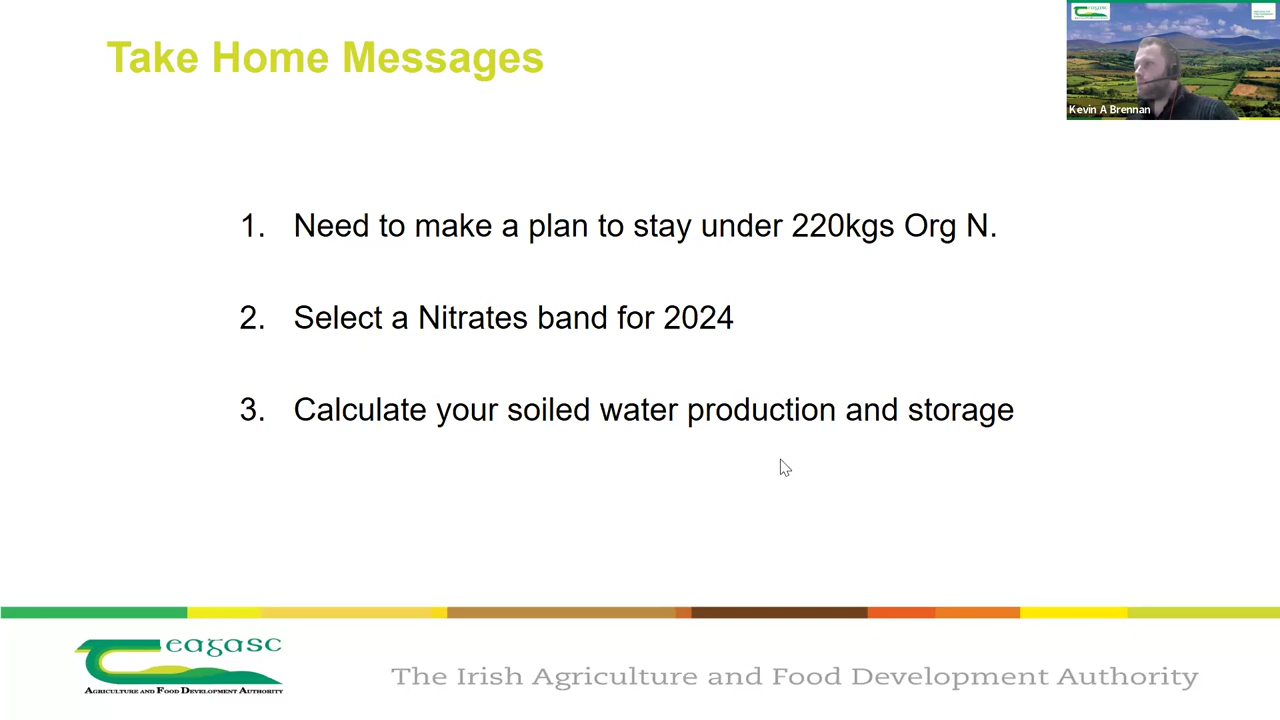 Take Home Messages
Kevin A Brennan
1. Need to make a plan to stay under 220kgs Org N.
2. Select a Nitrates band for 2024
3. Calculate your soiled water production and storage
teagasc
AGRICULTURE AND FOOD DEVELOPMENT AUTHORITY
The Irish Agriculture and Food Development Authority